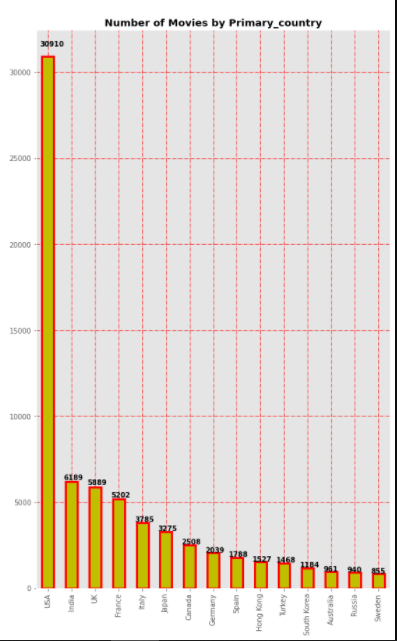 Number of Movies by Primary_country
30910
30000
25000
20000
15000
10000
5000
0
6189
5889
5202
3785
3275
2508
2039
1788
1527
1468
1184
961
940
855
USA
India
UK
France
Italy
Japan
Canada
Germany
Spain
Hong Kong
Turkey
South Korea
Australia
Russia
Sweden